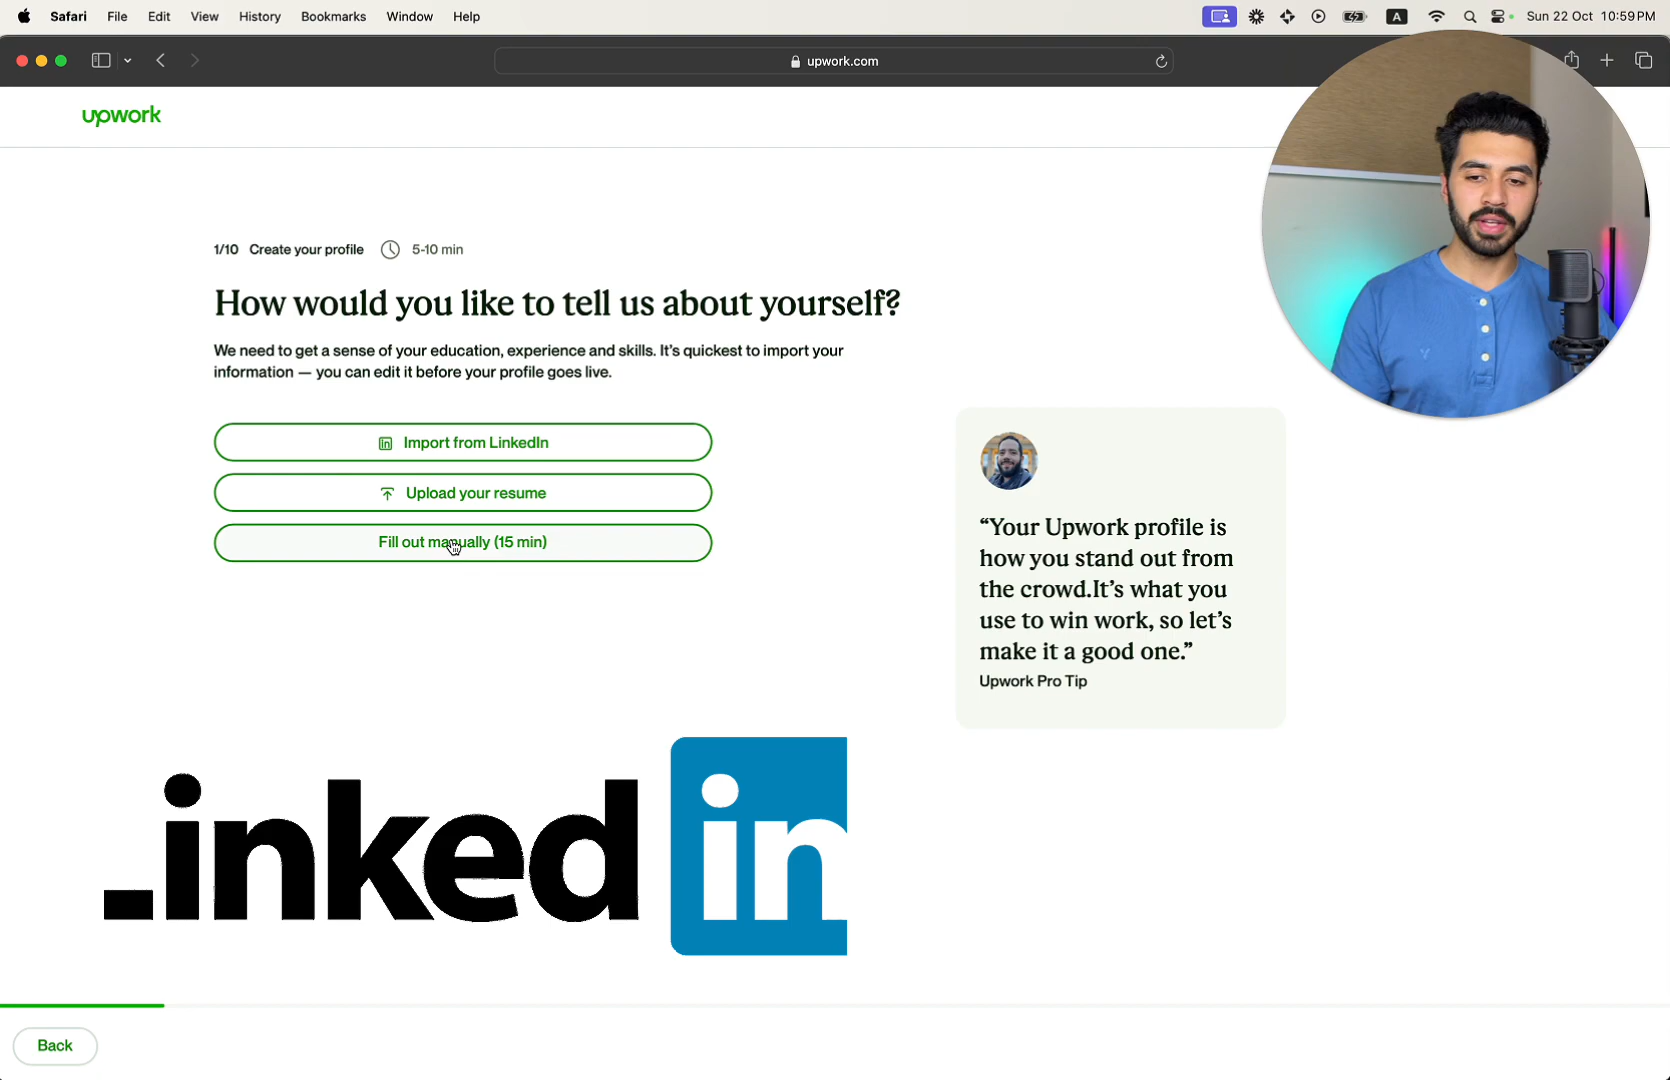 Safari File Edit View History Bookmarks Window Help
A
Sun 22 Oct 10:59 PM
upwork.com
upwork
1/10 Create your profile 5-10 min
How would you like to tell us about yourself?
We need to get a sense of your education, experience and skills. It's quickest to import your
information — you can edit it before your profile goes live.
in Import from LinkedIn
Upload your resume
Fill out manually (15 min)
“Your Upwork profile is
how you stand out from
the crowd.It’s what you
use to win work, so let’s
make it a good one.”
Upwork Pro Tip
Linked in
Back